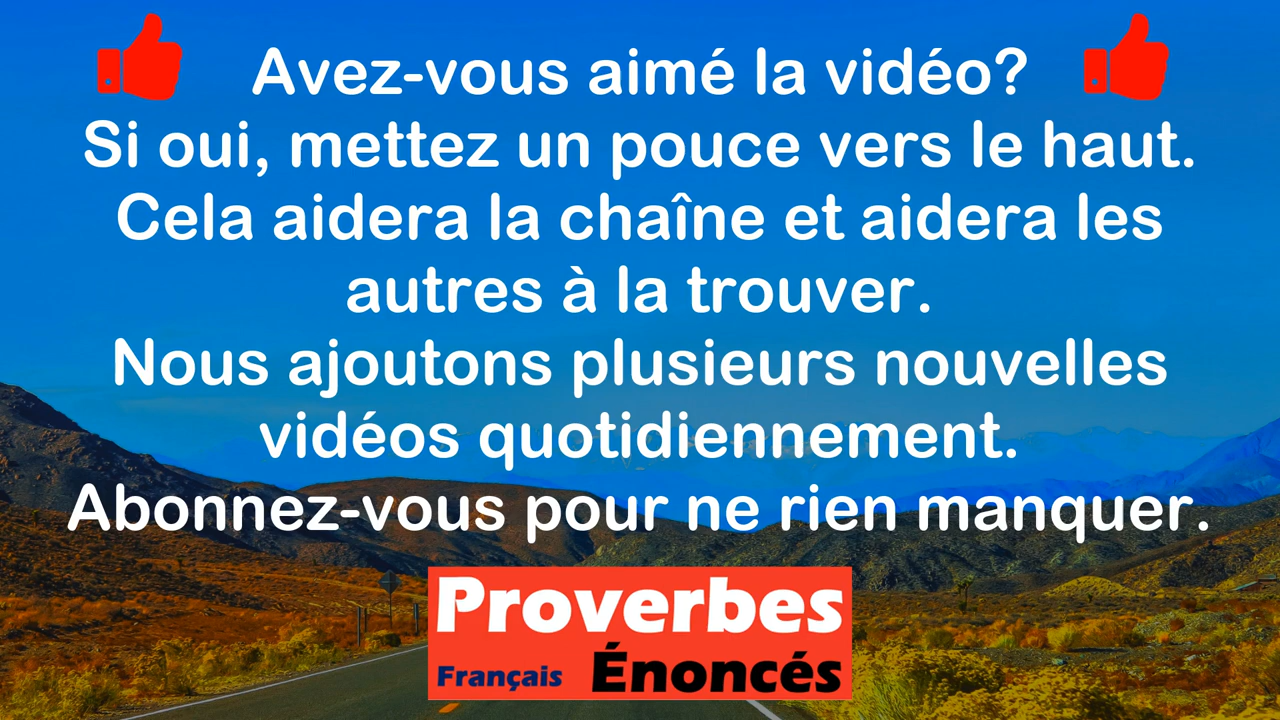 Avez-vous aimé la vidéo?
Si oui, mettez un pouce vers le haut.
Cela aidera la chaîne et aidera les
autres à la trouver.
Nous ajoutons plusieurs nouvelles
vidéos quotidiennement.
Abonnez-vous pour ne rien manquer.
Proverbes
Français Énoncés